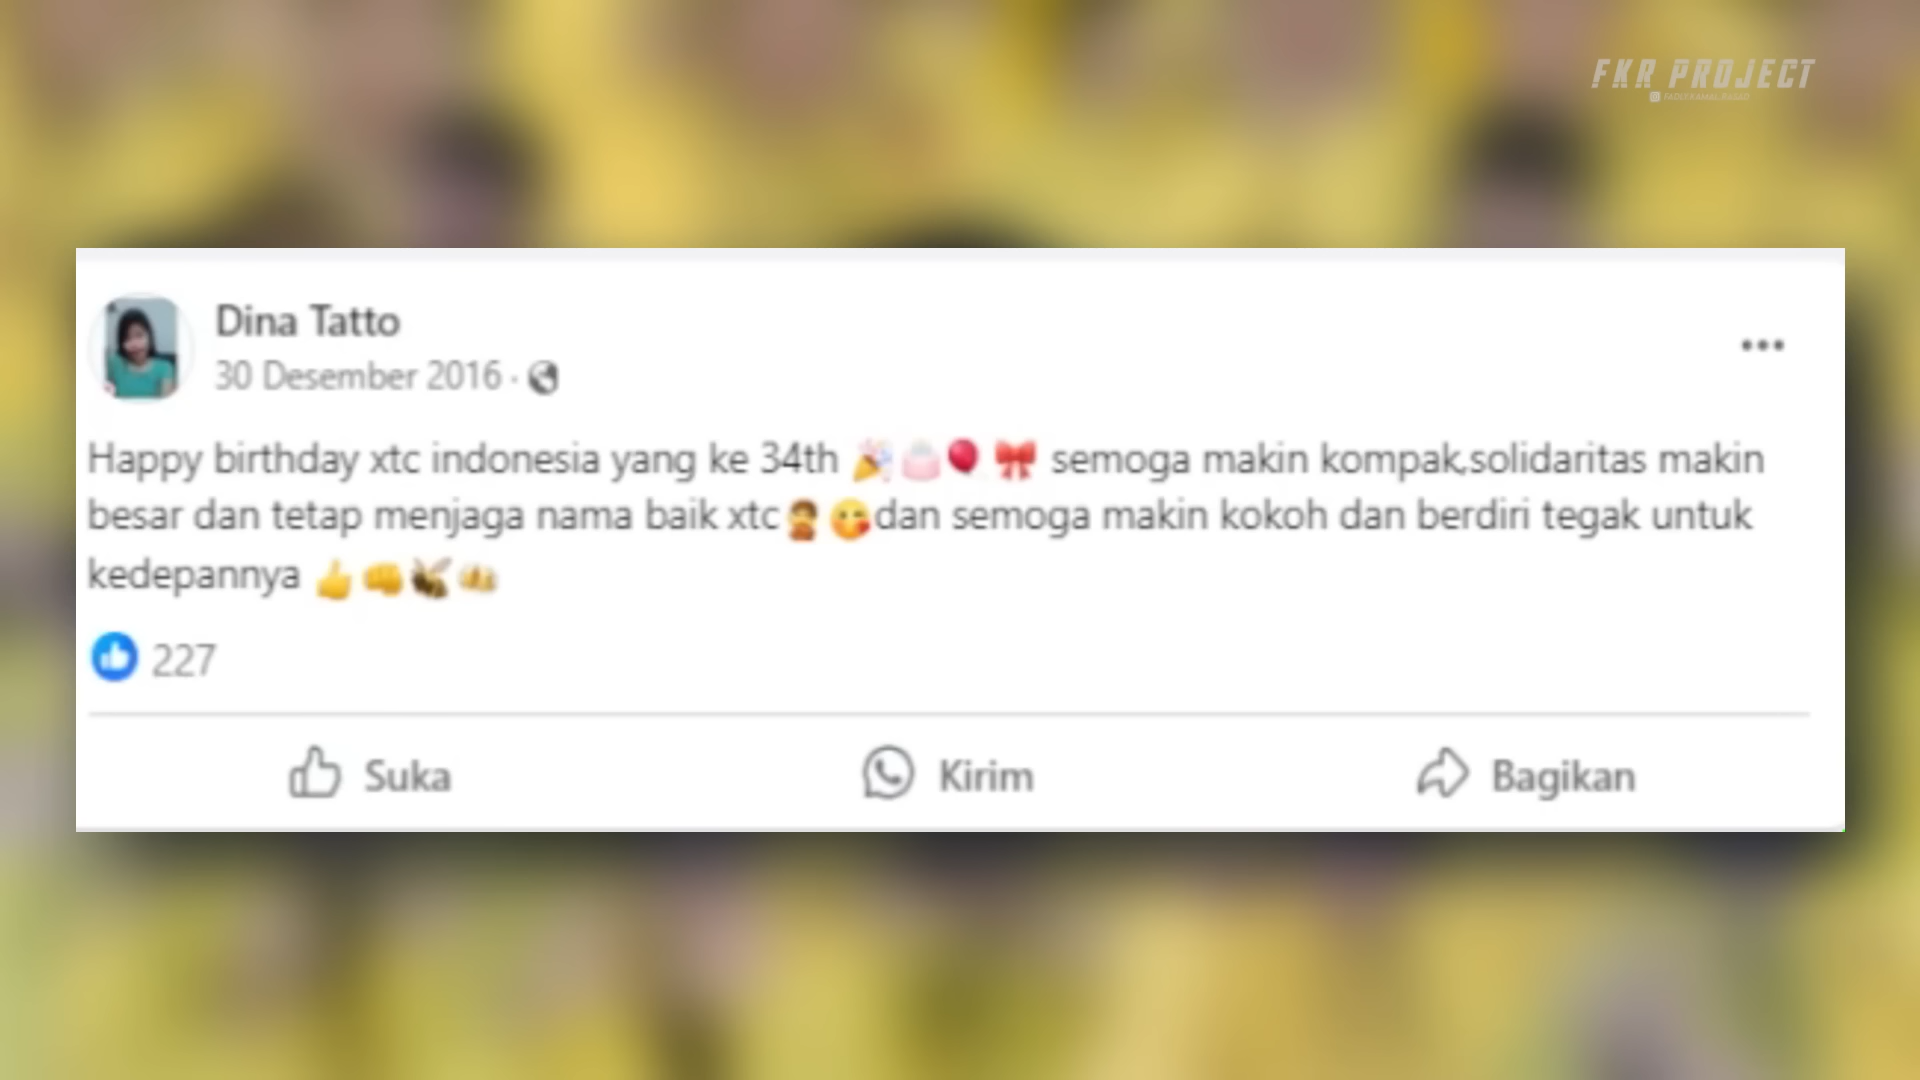 FKR PROJECT
Dina Tatto
30 Desember 2016 ·
Happy birthday xtc indonesia yang ke 34th 🎉🎂🎈🎀 semoga makin kompak,solidaritas makin
besar dan tetap menjaga nama baik xtc dan semoga makin kokoh dan berdiri tegak untuk
kedepannya 👍👊🐝
227
Suka
Kirim
Bagikan